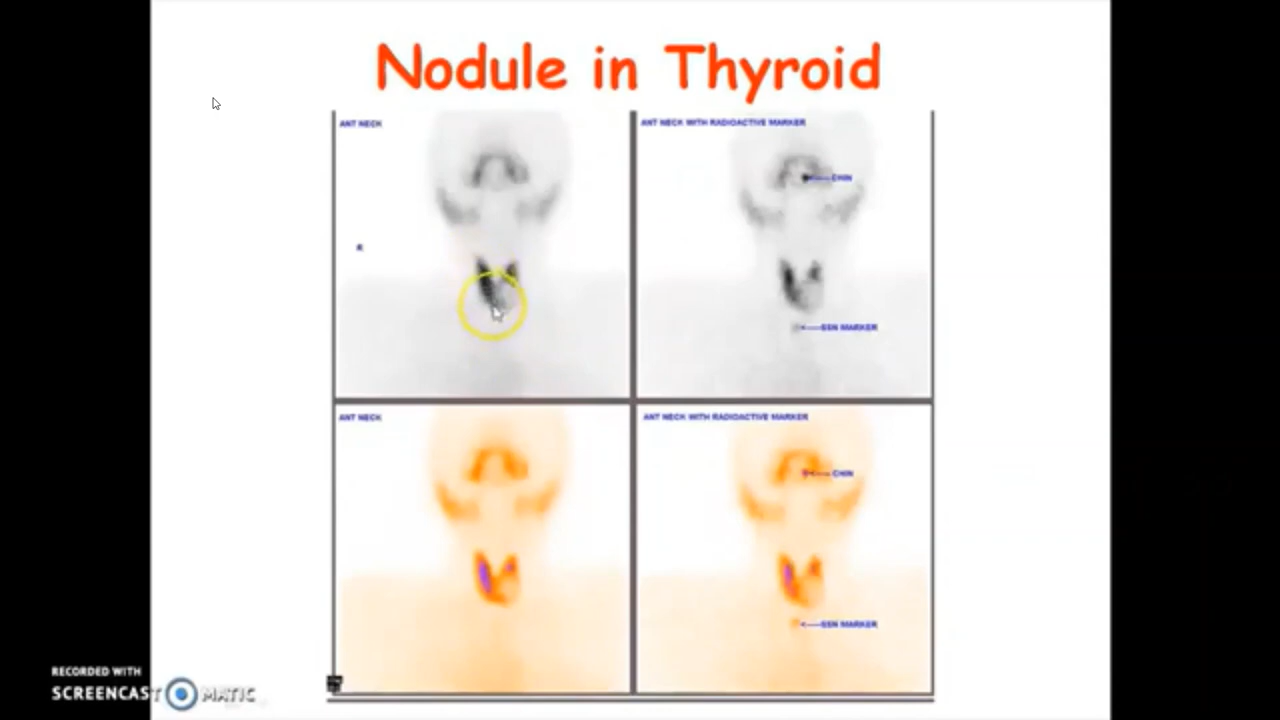 Nodule in Thyroid
ANT NECK
ANT NECK WITH RADIOACTIVE MARKER
<----CHIN
R
<----SSN MARKER
ANT NECK
ANT NECK WITH RADIOACTIVE MARKER
<---- CHIN
<----SSN MARKER
RECORDED WITH
SCREENCAST MATIC